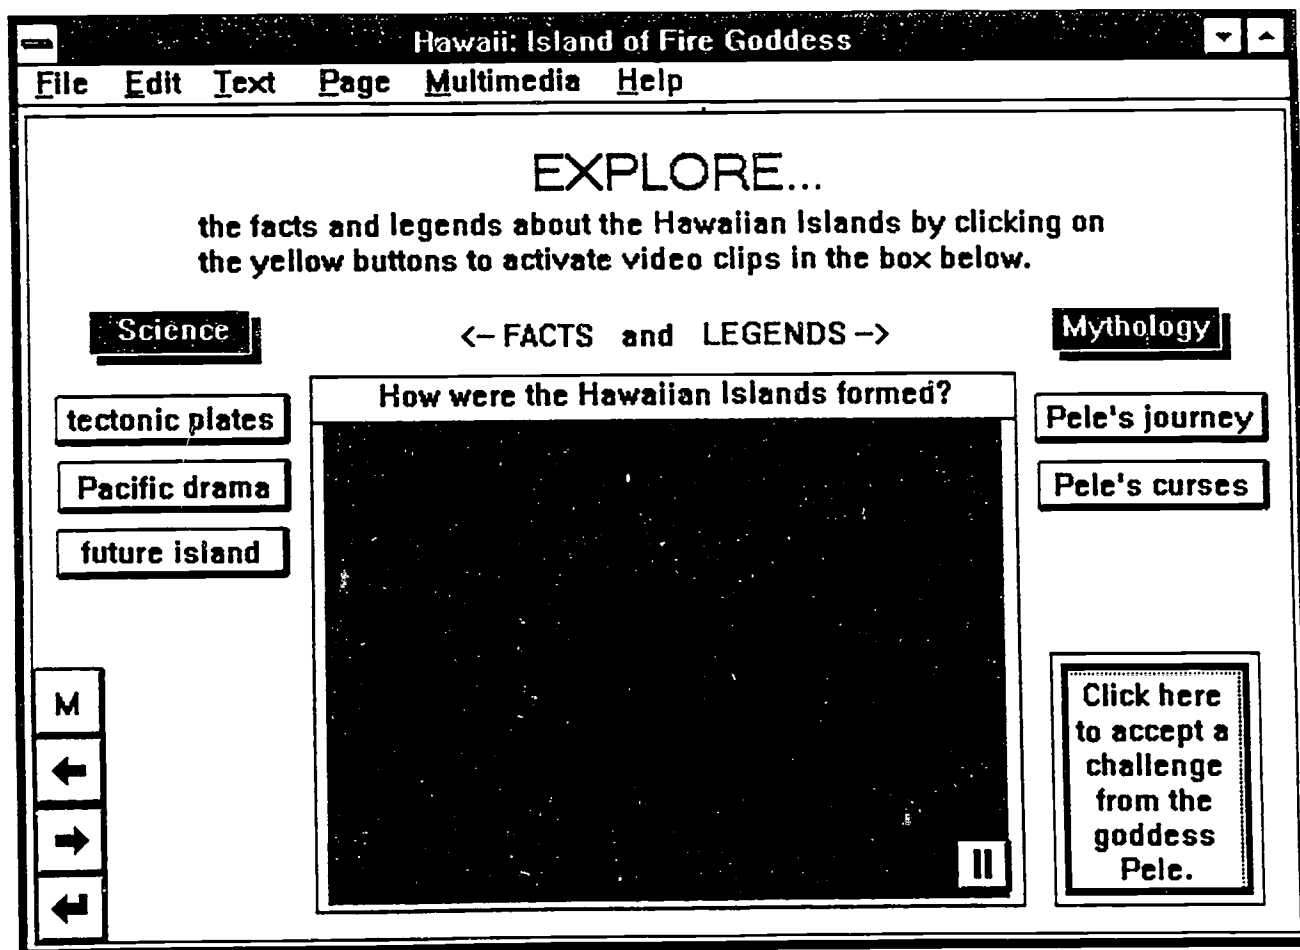 Hawaii: Island of Fire Goddess
File Edit Text Page Multimedia Help
EXPLORE...
the facts and legends about the Hawaiian Islands by clicking on
the yellow buttons to activate video clips in the box below.
Science
<– FACTS and LEGENDS –>
Mythology
How were the Hawaiian Islands formed?
tectonic plates
Pacific drama
future island
Pele's journey
Pele's curses
M
Click here
to accept a
challenge
from the
goddess
Pele.